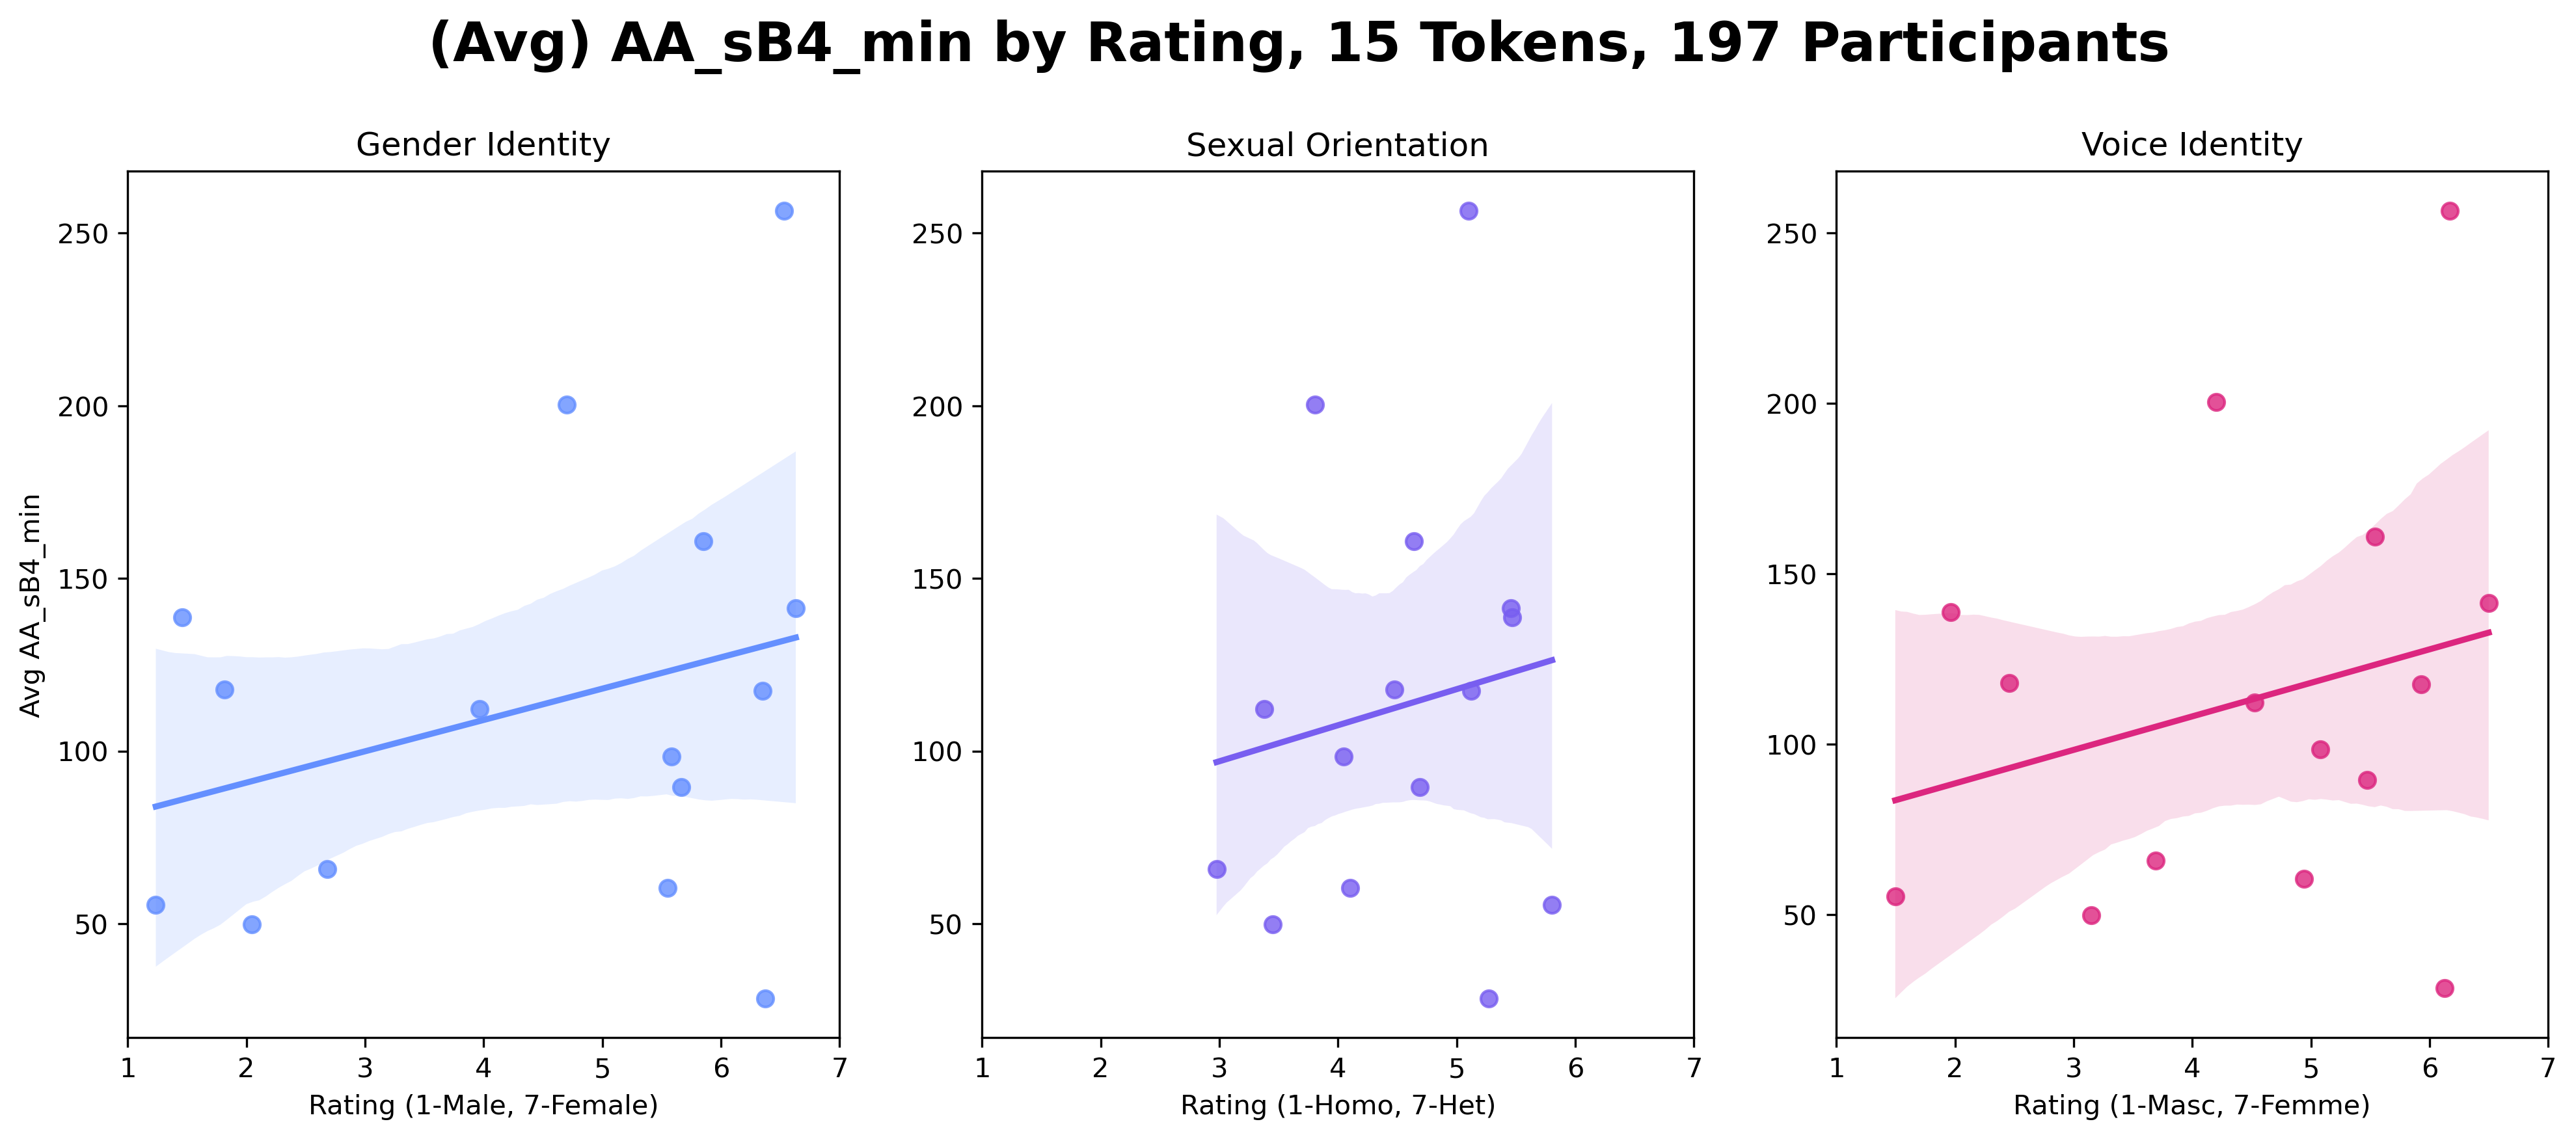 (Avg) AA_sB4_min by Rating, 15 Tokens, 197 Participants
Gender Identity
Sexual Orientation
Voice Identity
Avg AA_sB4_min
250
200
150
100
50
1 2 3 4 5 6 7
Rating (1-Male, 7-Female)
250
200
150
100
50
1 2 3 4 5 6 7
Rating (1-Homo, 7-Het)
250
200
150
100
50
1 2 3 4 5 6 7
Rating (1-Masc, 7-Femme)